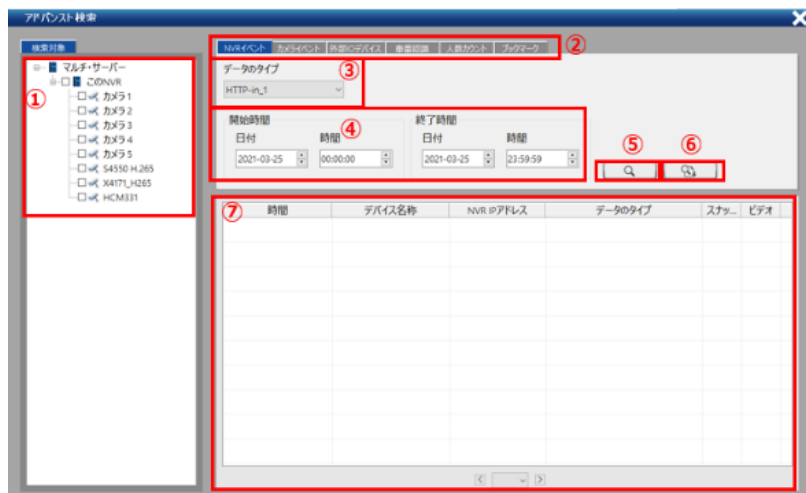 アドバンスト検索
検索対象
マルチ・サーバー
このNVR
カメラ 1
カメラ 2
カメラ 3
カメラ 4
カメラ 5
S4550 H.265
X4171_H265
HCM331
①
NVRイベント カメライベント 外部IOデバイス 車番認識 人数カウント ブックマーク ②
データのタイプ ③
HTTP-in_1
開始時間 ④ 終了時間
日付 時間 日付 時間
2021-03-25 00:00:00 2021-03-25 23:59:59
⑤ ⑥
⑦ 時間 デバイス名称 NVR IPアドレス データのタイプ スナッ... ビデオ